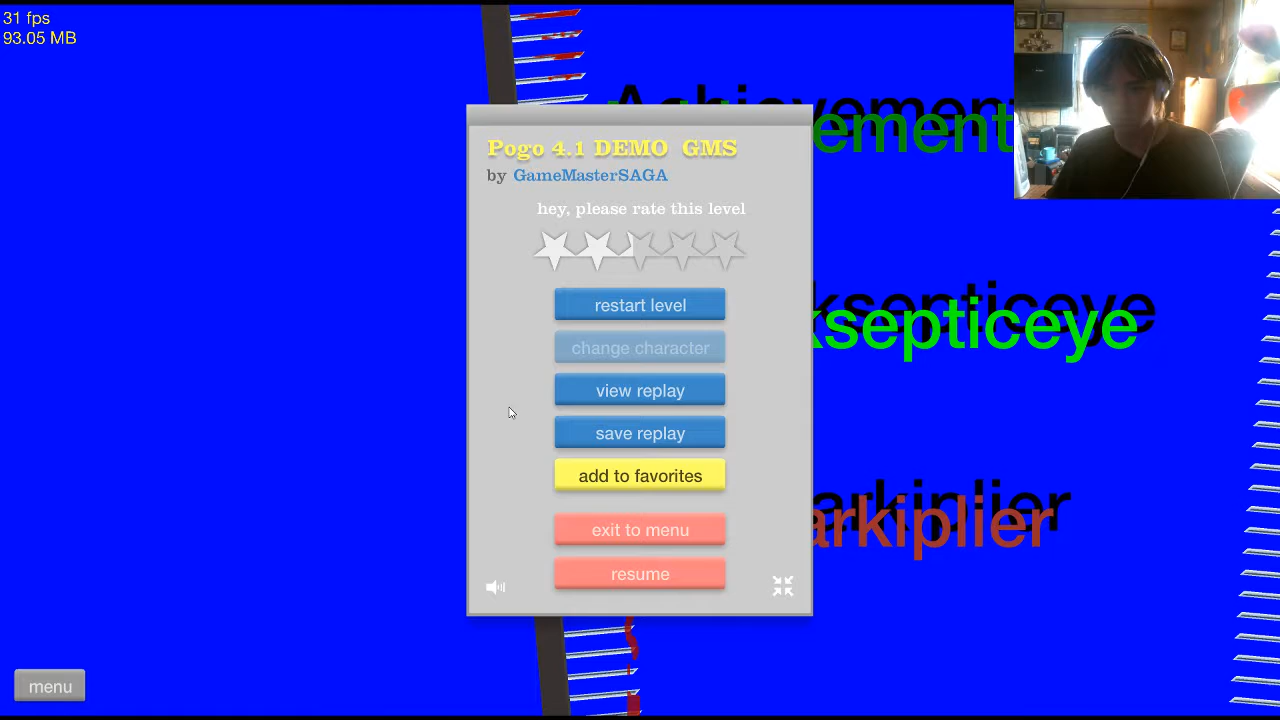 31 fps
93.05 MB
Pogo 4.1 DEMO GMS
by GameMasterSAGA
hey, please rate this level
restart level
change character
view replay
save replay
add to favorites
exit to menu
resume
menu